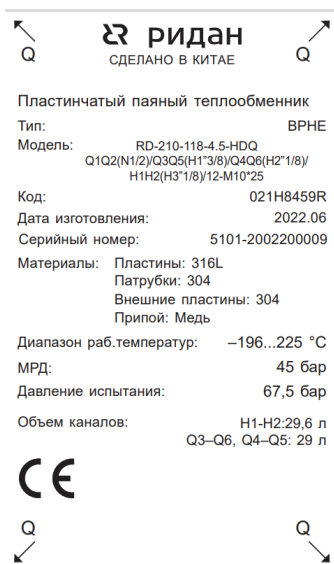 ридан
Q СДЕЛАНО В КИТАЕ Q
Пластинчатый паяный теплообменник
Тип: BPHE
Модель: RD-210-118-4.5-HDQ
Q1Q2(N1/2)/Q3Q5(H1"3/8)/Q4Q6(H2"1/8)/
H1H2(H3"1/8)/12-M10*25
Код: 021H8459R
Дата изготовления: 2022.06
Серийный номер: 5101-2002200009
Материалы: Пластины: 316L
Патрубки: 304
Внешние пластины: 304
Припой: Медь
Диапазон раб.температур: –196...225 °C
МРД: 45 бар
Давление испытания: 67,5 бар
Объем каналов: H1-H2:29,6 л
Q3–Q6, Q4–Q5: 29 л
CE
Q Q